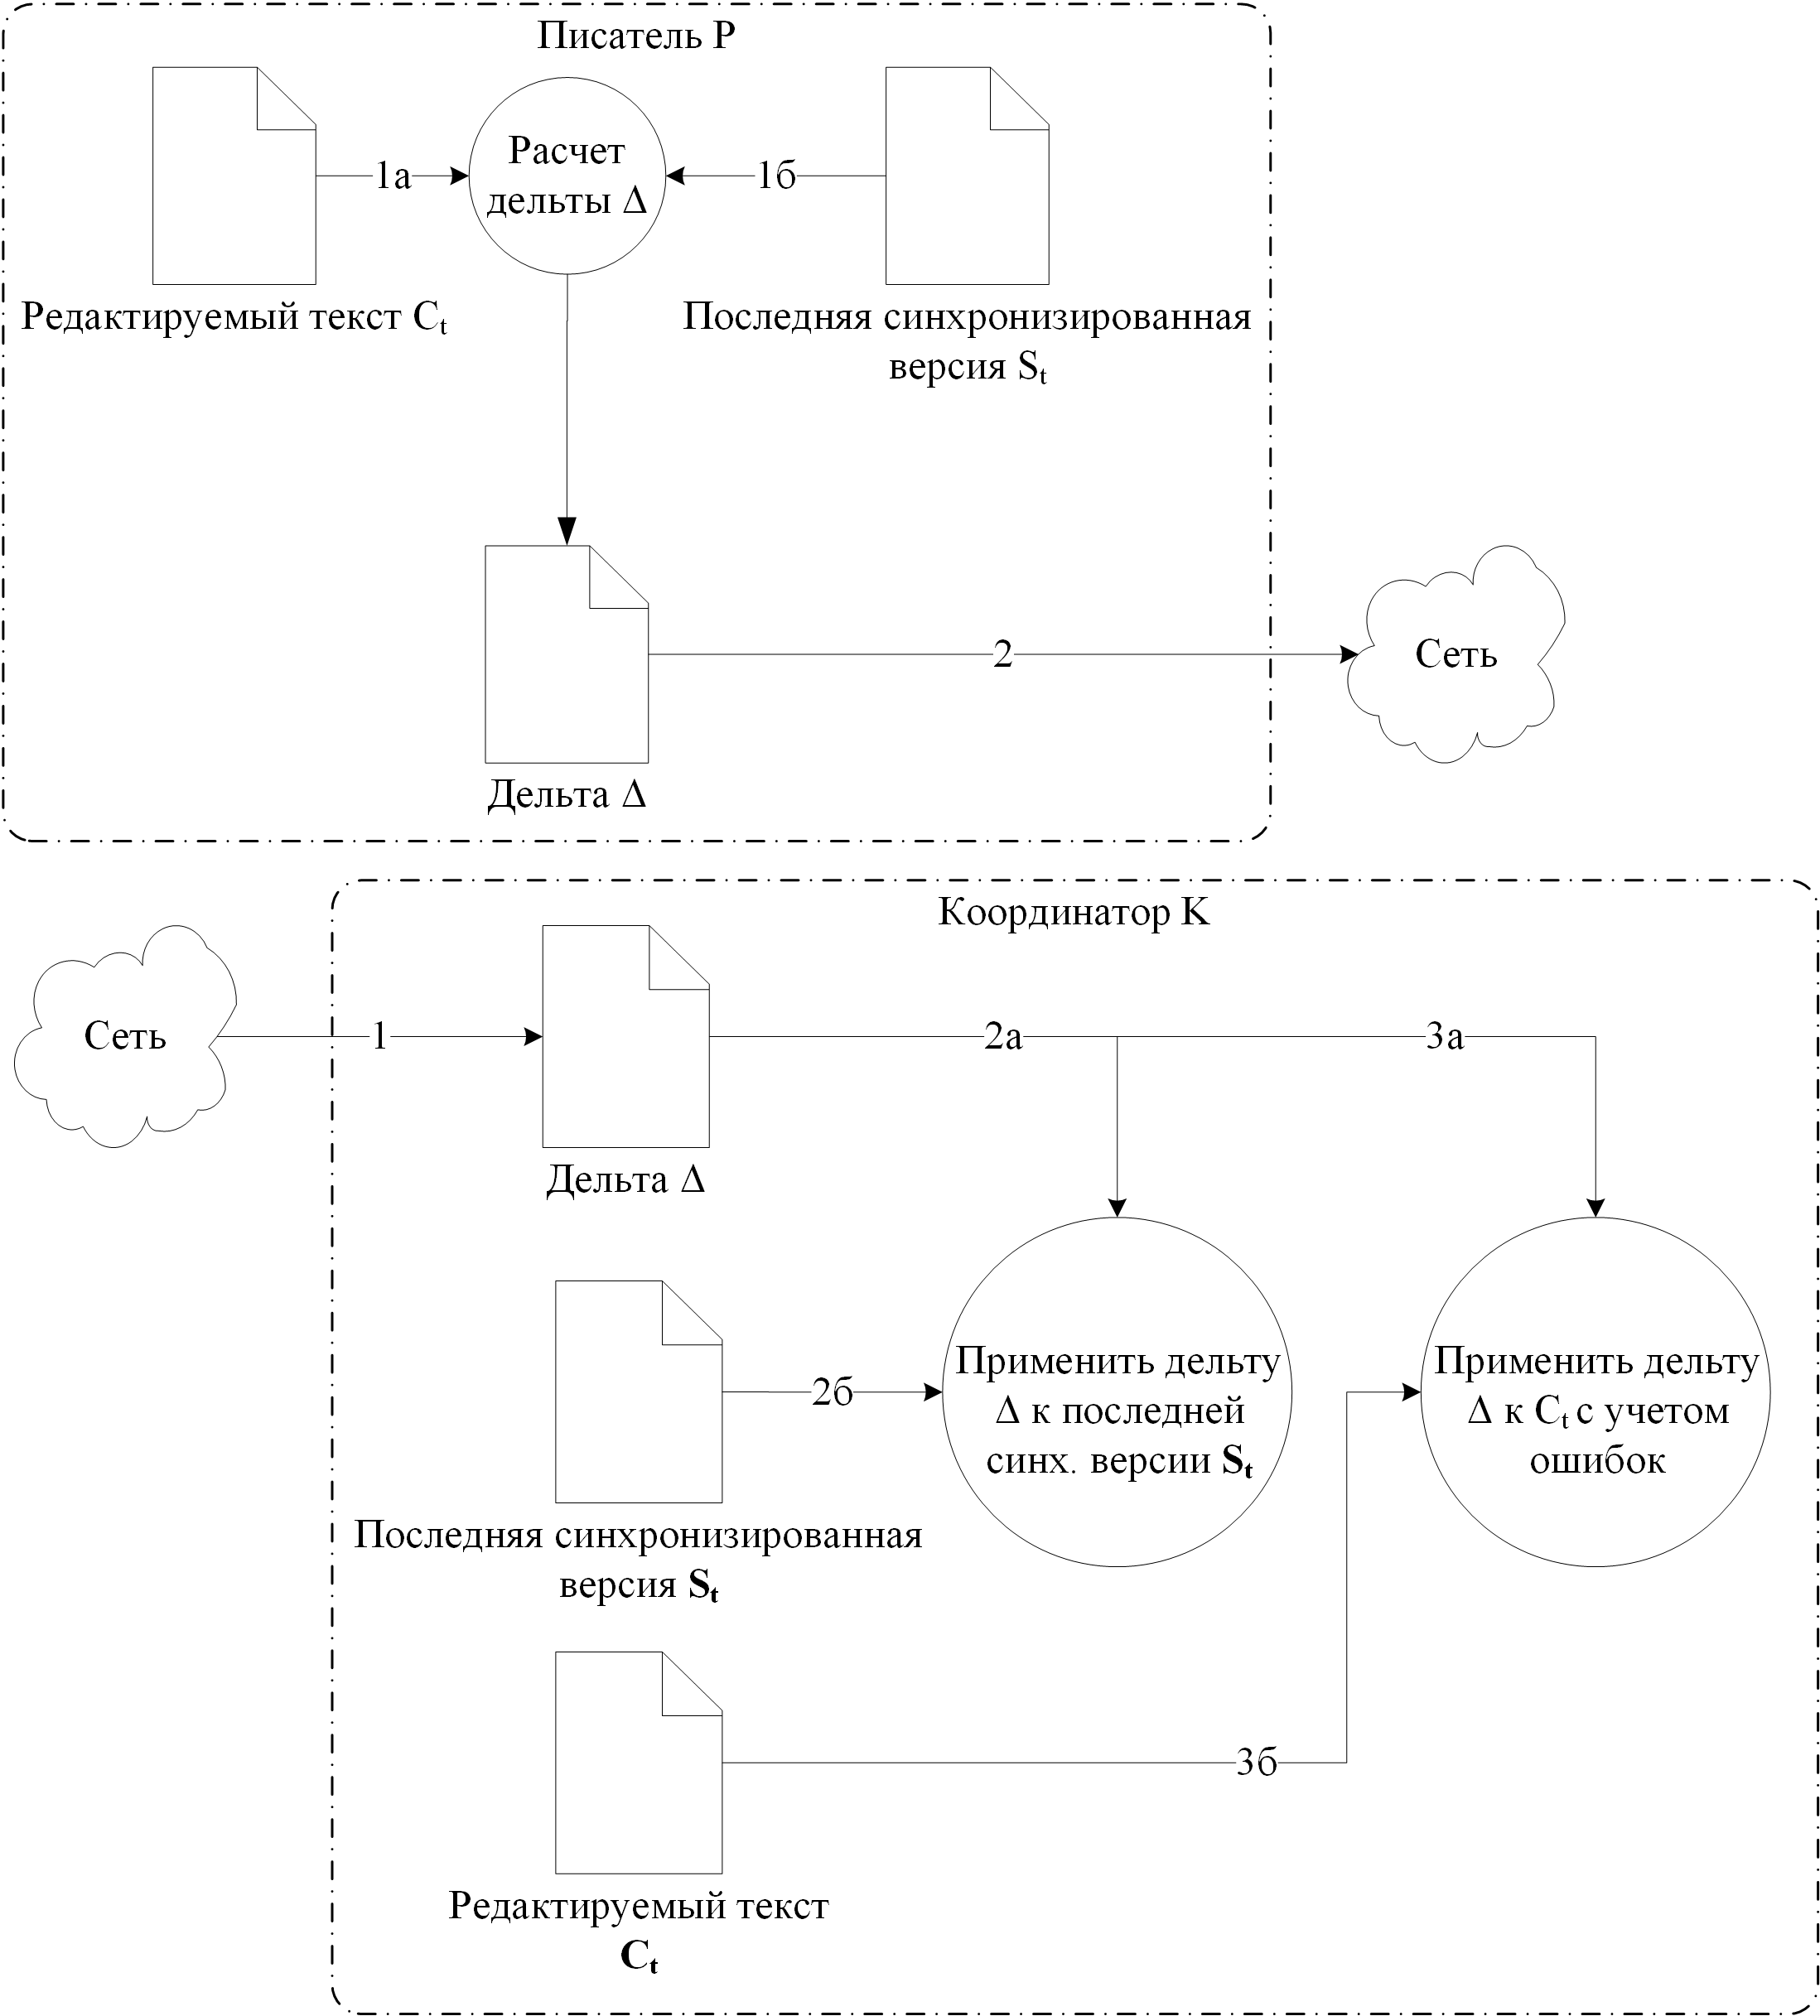 Писатель P
Расчет
дельты Δ
1а
1б
Редактируемый текст Ct
Последняя синхронизированная
версия St
2
Сеть
Дельта Δ
Координатор K
Сеть
1
2а
3а
Дельта Δ
Применить дельту
Δ к последней
синх. версии St
Применить дельту
Δ к Ct с учетом
ошибок
2б
Последняя синхронизированная
версия St
3б
Редактируемый текст
Ct